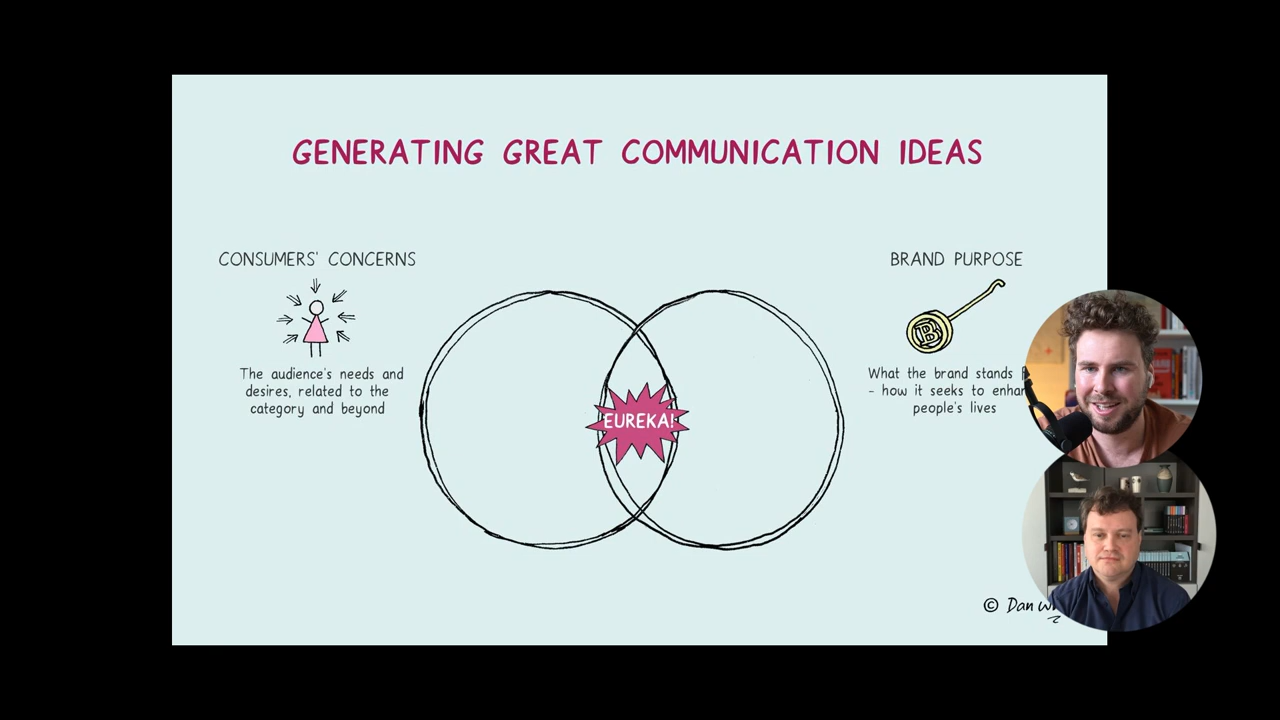 GENERATING GREAT COMMUNICATION IDEAS
CONSUMERS' CONCERNS
The audience's needs and
desires, related to the
category and beyond
EUREKA!
BRAND PURPOSE
B
What the brand stands
- how it seeks to
people's lives
© Dan